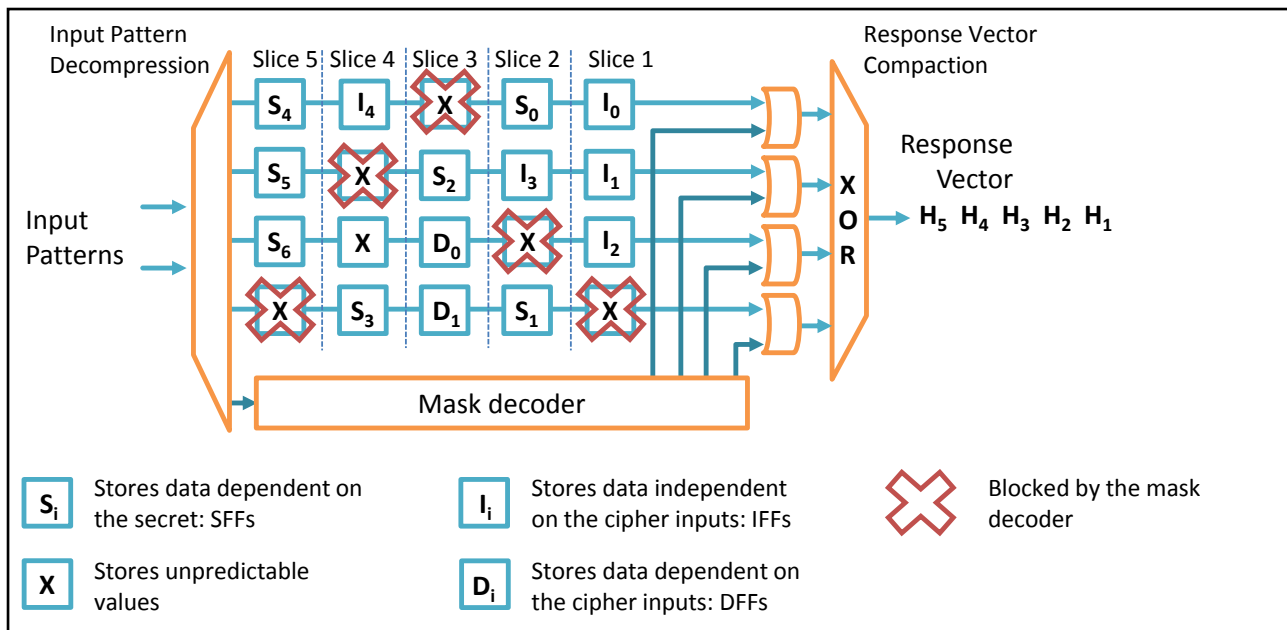 Input Pattern
Decompression
Slice 5 Slice 4 Slice 3 Slice 2 Slice 1
Response Vector
Compaction
S4 I4 X S0 I0
S5 X S2 I3 I1
S6 X D0 X I2
X S3 D1 S1 X
Input
Patterns
X
O
R
Response
Vector
H5 H4 H3 H2 H1
Mask decoder
Si
Stores data dependent on
the secret: SFFs
Ii
Stores data independent
on the cipher inputs: IFFs
Blocked by the mask
decoder
X
Stores unpredictable
values
Di
Stores data dependent on
the cipher inputs: DFFs